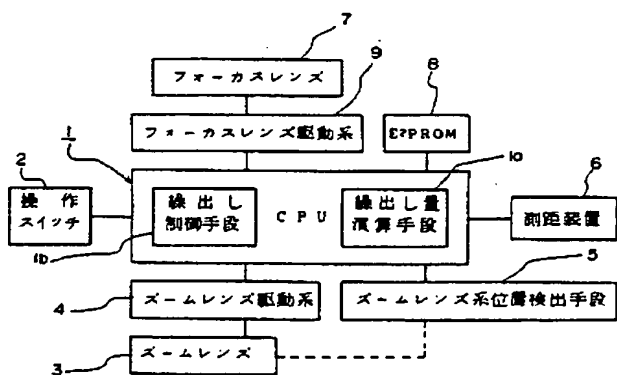 7
フォーカスレンズ
9
8
フォーカスレンズ駆動系
E²PROM
1
1a
2
操作
スイッチ
繰出し
制御手段
CPU
繰出し量
演算手段
6
測距装置
1b
5
4
ズームレンズ駆動系
ズームレンズ系位置検出手段
3
ズームレンズ